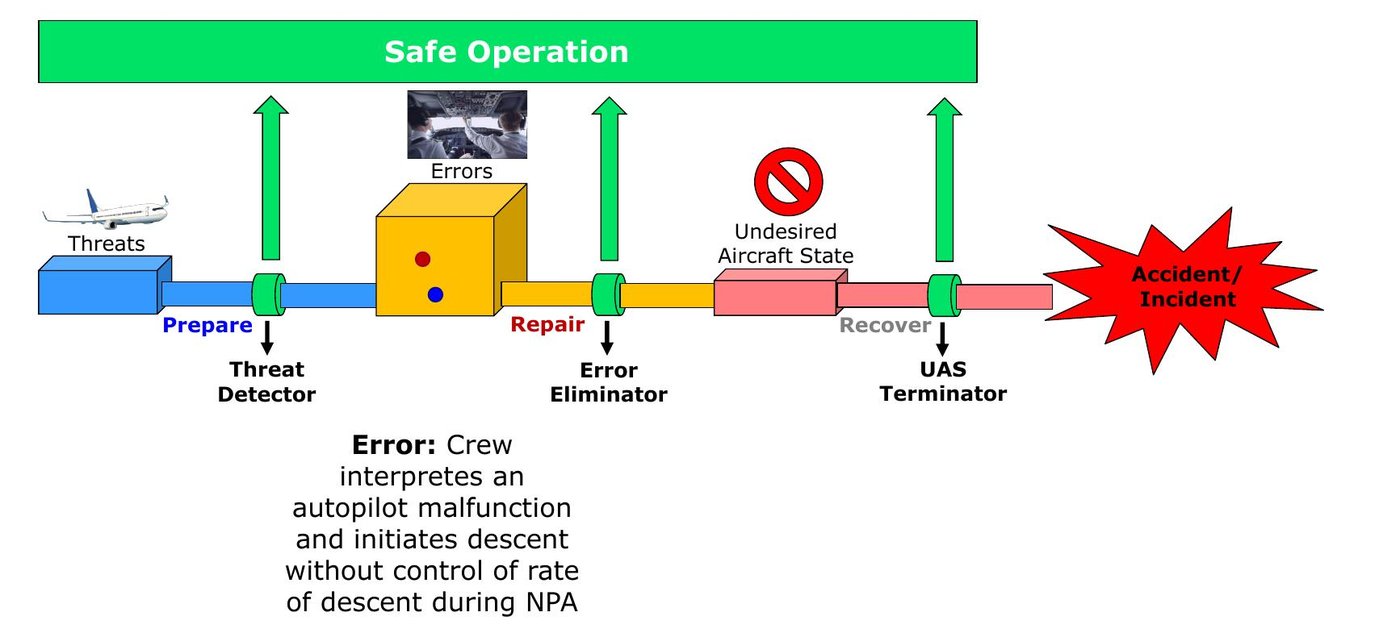 Safe Operation
Errors
Threats
Undesired
Aircraft State
Accident/
Incident
Prepare
Repair
Recover
Threat
Detector
Error
Eliminator
UAS
Terminator
Error: Crew
interpretes an
autopilot malfunction
and initiates descent
without control of rate
of descent during NPA